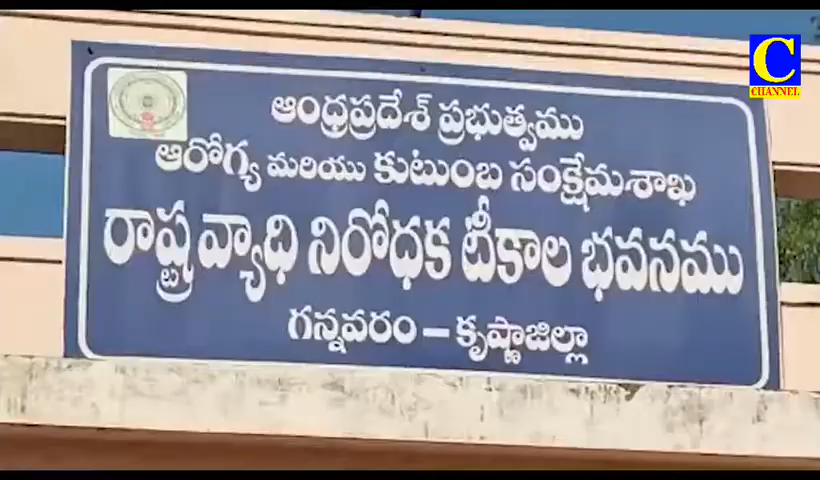 ఆంధ్రప్రదేశ్ ప్రభుత్వము
ఆరోగ్య మరియు కుటుంబ సంక్షేమశాఖ
రాష్ట్రవ్యాధి నిరోధక టీకాల భవనము
గన్నవరం – కృష్ణాజిల్లా
C
CHANNEL